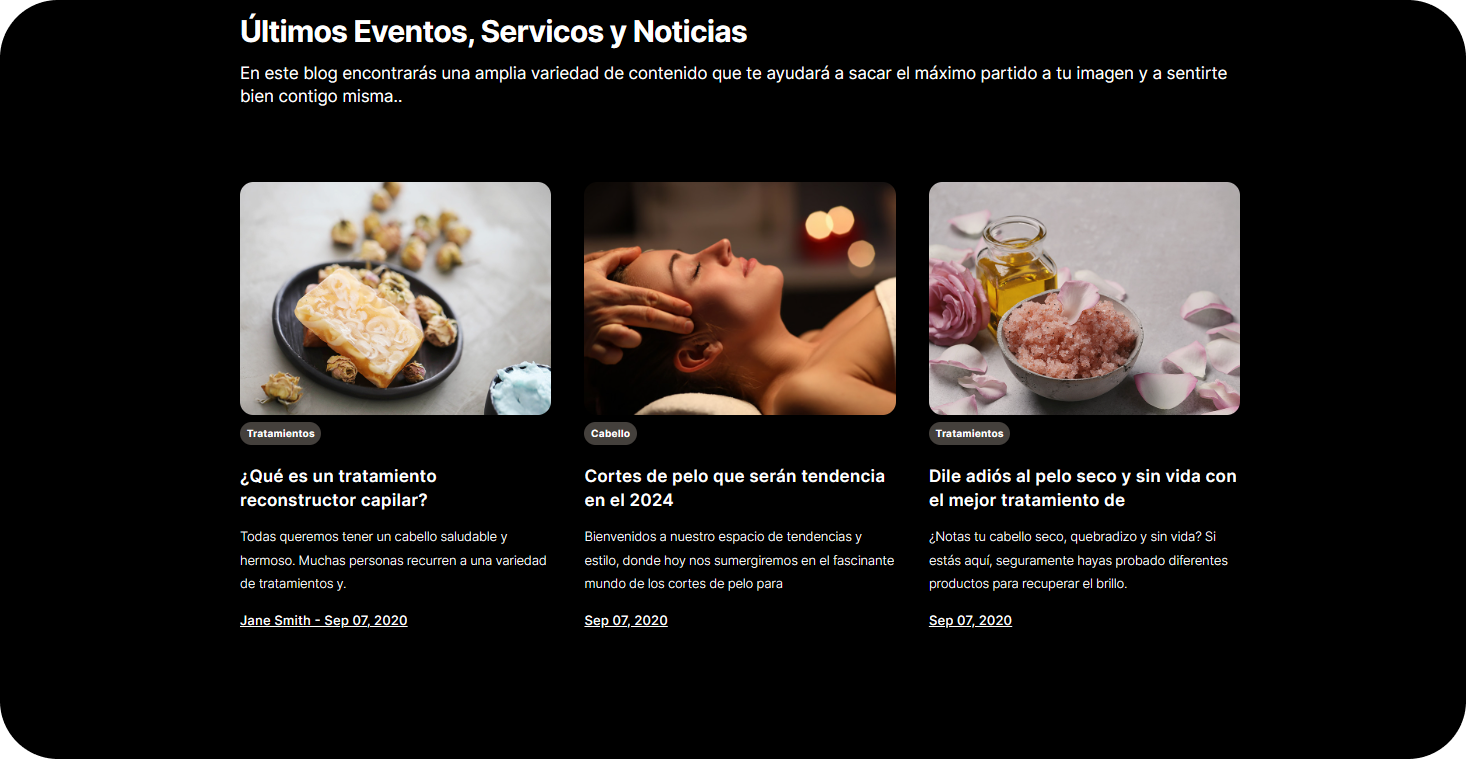 Últimos Eventos, Servicos y Noticias
En este blog encontrarás una amplia variedad de contenido que te ayudará a sacar el máximo partido a tu imagen y a sentirte
bien contigo misma..
Tratamientos
¿Qué es un tratamiento
reconstructor capilar?
Todas queremos tener un cabello saludable y
hermoso. Muchas personas recurren a una variedad
de tratamientos y.
Jane Smith - Sep 07, 2020
Cabello
Cortes de pelo que serán tendencia
en el 2024
Bienvenidos a nuestro espacio de tendencias y
estilo, donde hoy nos sumergiremos en el fascinante
mundo de los cortes de pelo para
Sep 07, 2020
Tratamientos
Dile adiós al pelo seco y sin vida con
el mejor tratamiento de
¿Notas tu cabello seco, quebradizo y sin vida? Si
estás aquí, seguramente hayas probado diferentes
productos para recuperar el brillo.
Sep 07, 2020